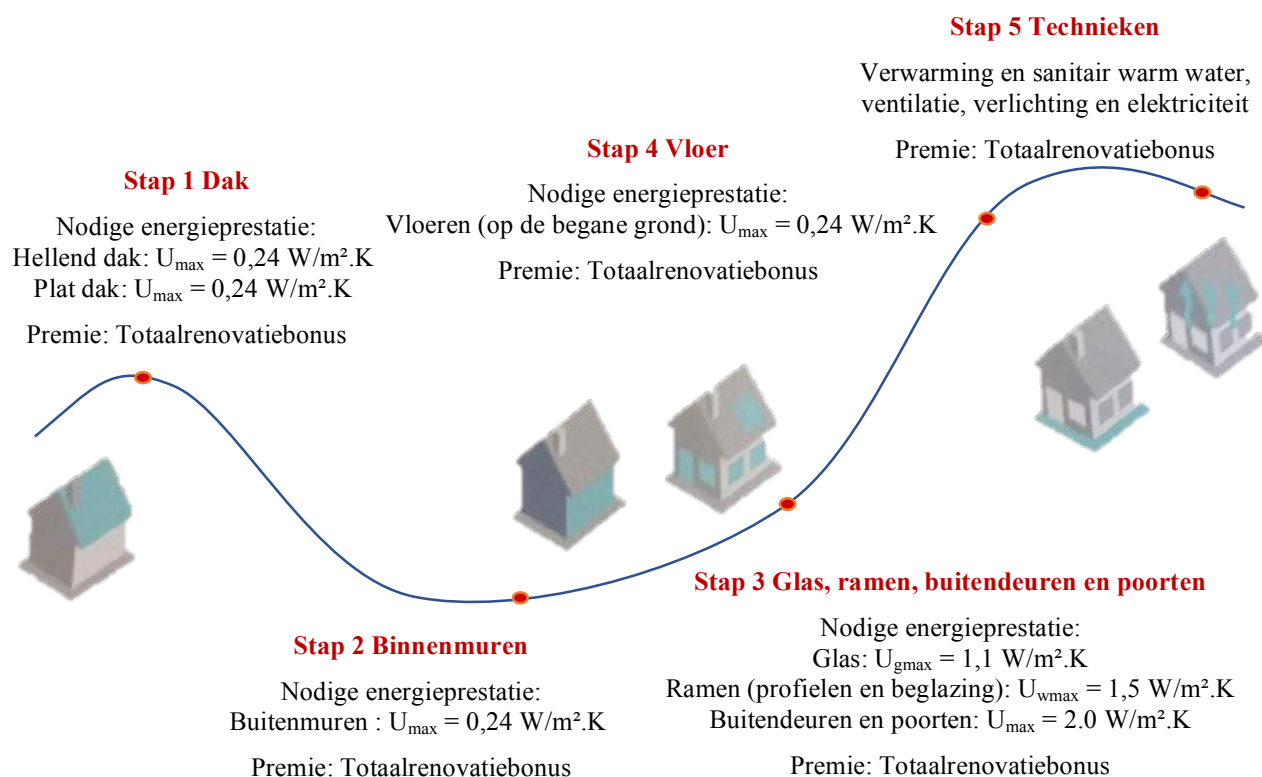 Stap 1 Dak
Nodige energieprestatie:
Hellend dak: Umax = 0,24 W/m².K
Plat dak: Umax = 0,24 W/m².K
Premie: Totaalrenovatiebonus
Stap 2 Binnenmuren
Nodige energieprestatie:
Buitenmuren : Umax = 0,24 W/m².K
Premie: Totaalrenovatiebonus
Stap 3 Glas, ramen, buitendeuren en poorten
Nodige energieprestatie:
Glas: Ugmax = 1,1 W/m².K
Ramen (profielen en beglazing): Uwmax = 1,5 W/m².K
Buitendeuren en poorten: Umax = 2.0 W/m².K
Premie: Totaalrenovatiebonus
Stap 4 Vloer
Nodige energieprestatie:
Vloeren (op de begane grond): Umax = 0,24 W/m².K
Premie: Totaalrenovatiebonus
Stap 5 Technieken
Verwarming en sanitair warm water,
ventilatie, verlichting en elektriciteit
Premie: Totaalrenovatiebonus